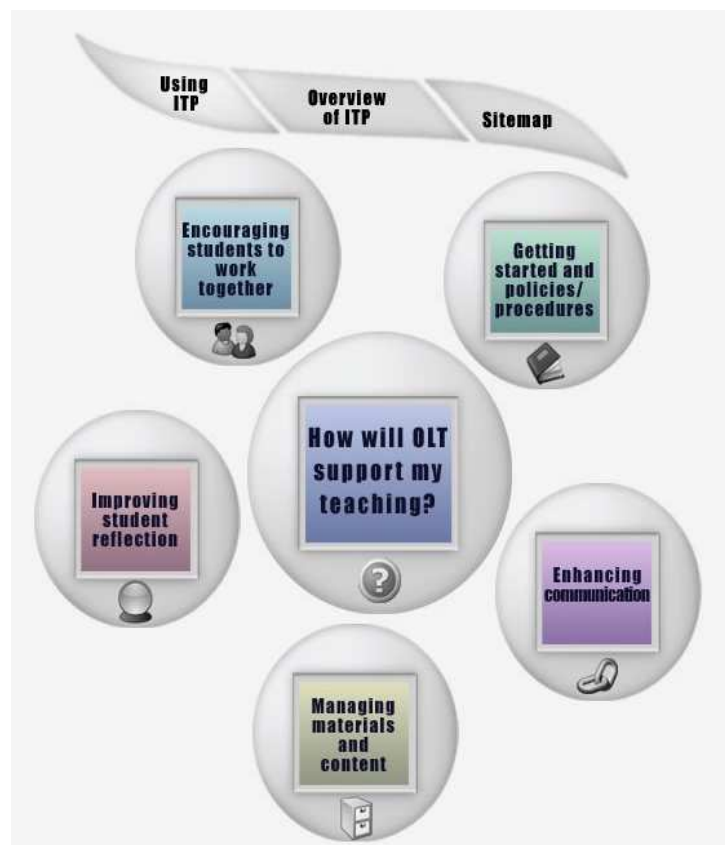 Using
ITP
Overview
of ITP
Sitemap
Encouraging
students to
work
together
Getting
started and
policies/
procedures
How will OLT
support my
teaching?
?
Improving
student
reflection
Enhancing
communication
Managing
materials
and
content